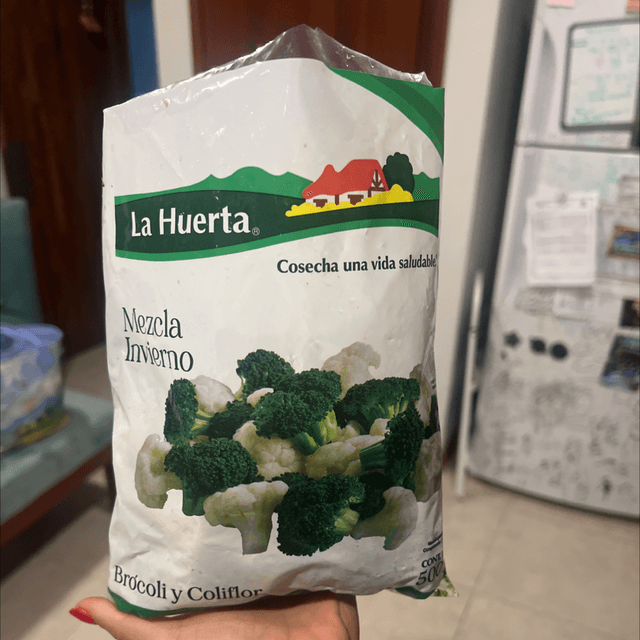 La Huerta®
Cosecha una vida saludable
Mezcla
Invierno
Brócoli y Coliflor
500